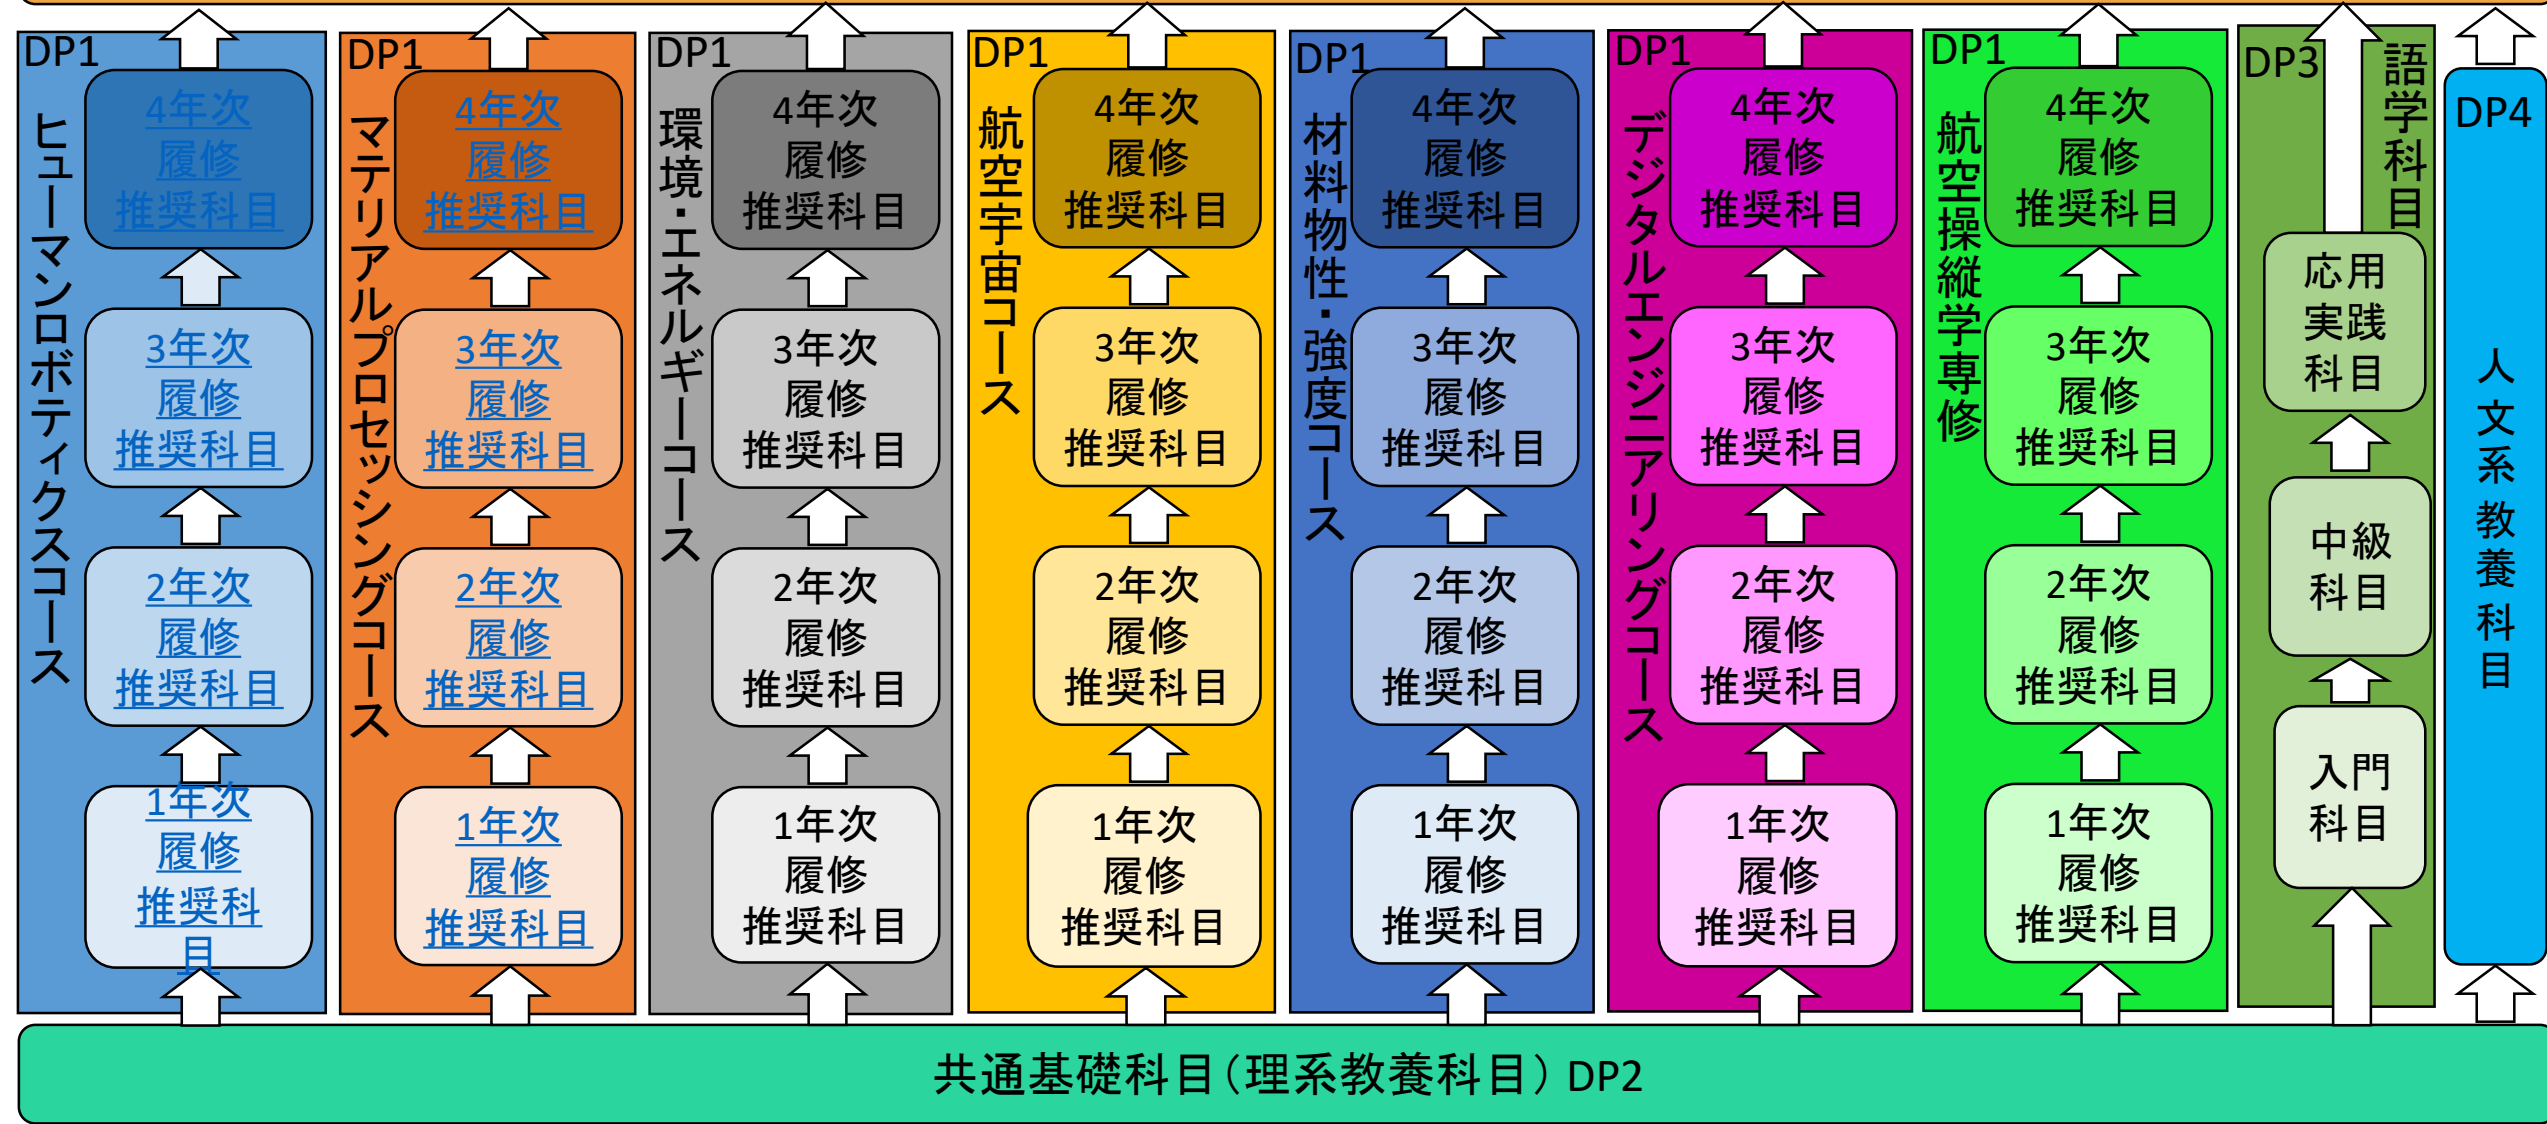 DP1
ヒューマンロボティクスコース
4年次
履修
推奨科目
3年次
履修
推奨科目
2年次
履修
推奨科目
1年次
履修
推奨科
目
DP1
マテリアルプロセッシングコース
4年次
履修
推奨科目
3年次
履修
推奨科目
2年次
履修
推奨科目
1年次
履修
推奨科目
DP1
環境・エネルギーコース
4年次
履修
推奨科目
3年次
履修
推奨科目
2年次
履修
推奨科目
1年次
履修
推奨科目
DP1
航空宇宙コース
4年次
履修
推奨科目
3年次
履修
推奨科目
2年次
履修
推奨科目
1年次
履修
推奨科目
DP1
材料物性・強度コース
4年次
履修
推奨科目
3年次
履修
推奨科目
2年次
履修
推奨科目
1年次
履修
推奨科目
DP1
デジタルエンジニアリングコース
4年次
履修
推奨科目
3年次
履修
推奨科目
2年次
履修
推奨科目
1年次
履修
推奨科目
DP1
航空操縦学専修
4年次
履修
推奨科目
3年次
履修
推奨科目
2年次
履修
推奨科目
1年次
履修
推奨科目
DP3
語学科目
応用
実践
科目
中級
科目
入門
科目
DP4
人文系教養科目
共通基礎科目（理系教養科目）DP2